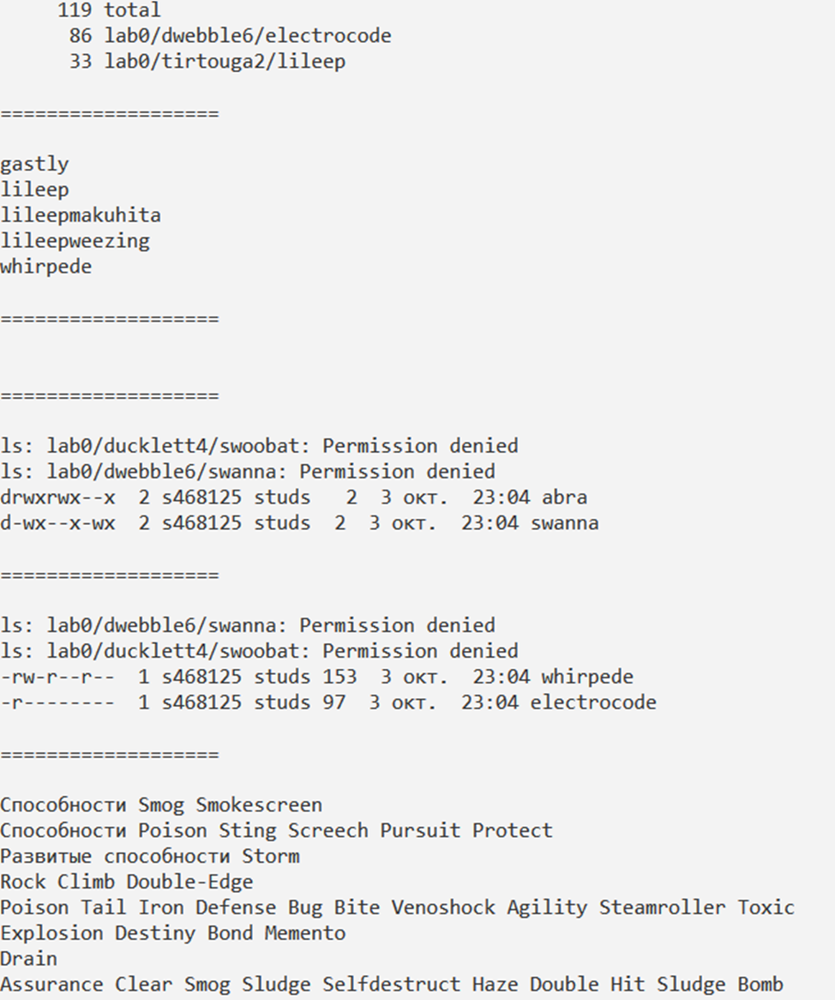 119 total
86 lab0/dwebble6/electrocode
33 lab0/tirtouga2/lileep
===================
gastly
lileep
lileepmakuhita
lileepweezing
whirpede
===================
===================
ls: lab0/ducklett4/swoobat: Permission denied
ls: lab0/dwebble6/swanna: Permission denied
drwxrwx--x  2 s468125 studs   2  3 окт.  23:04 abra
d-wx--x-wx  2 s468125 studs  2  3 окт.  23:04 swanna
===================
ls: lab0/dwebble6/swanna: Permission denied
ls: lab0/ducklett4/swoobat: Permission denied
-rw-r--r--  1 s468125 studs 153  3 окт.  23:04 whirpede
-r--------  1 s468125 studs 97  3 окт.  23:04 electrocode
===================
Способности Smog Smokescreen
Способности Poison Sting Screech Pursuit Protect
Развитые способности Storm
Rock Climb Double-Edge
Poison Tail Iron Defense Bug Bite Venoshock Agility Steamroller Toxic
Explosion Destiny Bond Memento
Drain
Assurance Clear Smog Sludge Selfdestruct Haze Double Hit Sludge Bomb